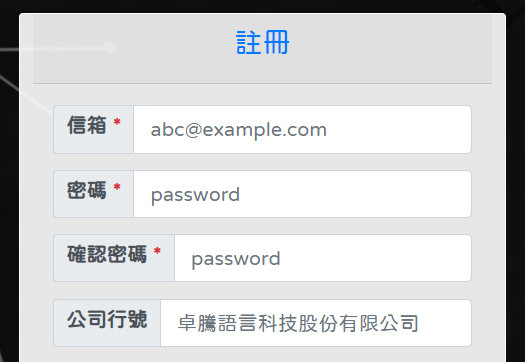 註冊
信箱 * abc@example.com
密碼 * password
確認密碼 * password
公司行號 卓騰語言科技股份有限公司